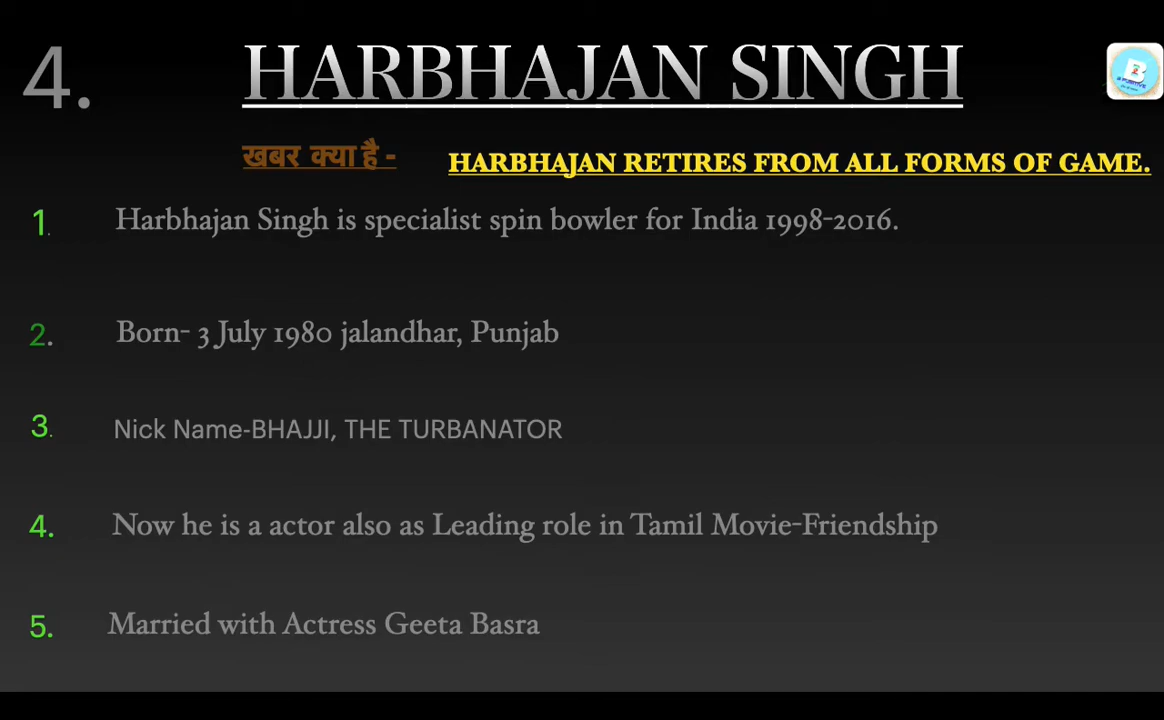 4.
HARBHAJAN SINGH
खबर क्या है - HARBHAJAN RETIRES FROM ALL FORMS OF GAME.
1. Harbhajan Singh is specialist spin bowler for India 1998-2016.
2. Born- 3 July 1980 jalandhar, Punjab
3. Nick Name-BHAJJI, THE TURBANATOR
4. Now he is a actor also as Leading role in Tamil Movie-Friendship
5. Married with Actress Geeta Basra